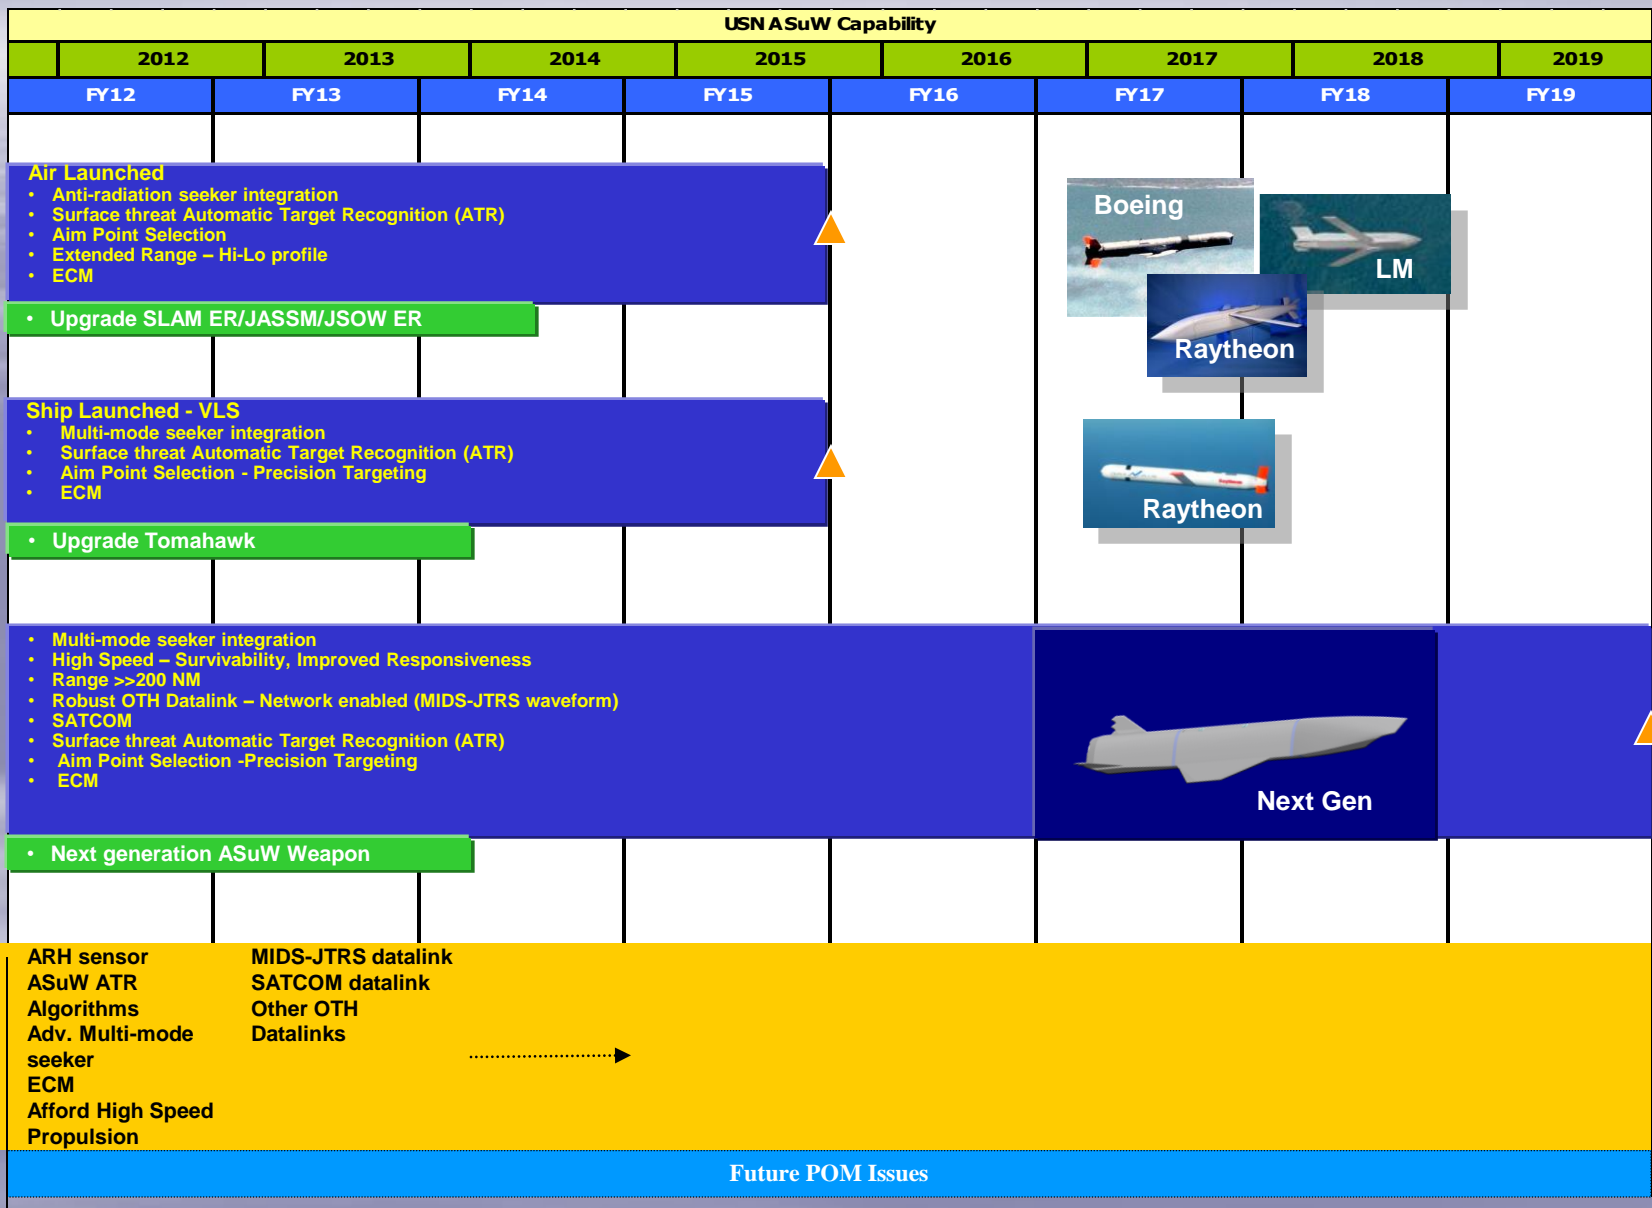 USN ASuW Capability
2012 2013 2014 2015 2016 2017 2018 2019
FY12 FY13 FY14 FY15 FY16 FY17 FY18 FY19
Air Launched
• Anti-radiation seeker integration
• Surface threat Automatic Target Recognition (ATR)
• Aim Point Selection
• Extended Range – Hi-Lo profile
• ECM
• Upgrade SLAM ER/JASSM/JSOW ER
Boeing
LM
Raytheon
Ship Launched - VLS
• Multi-mode seeker integration
• Surface threat Automatic Target Recognition (ATR)
• Aim Point Selection - Precision Targeting
• ECM
• Upgrade Tomahawk
Raytheon
• Multi-mode seeker integration
• High Speed – Survivability, Improved Responsiveness
• Range >>200 NM
• Robust OTH Datalink – Network enabled (MIDS-JTRS waveform)
• SATCOM
• Surface threat Automatic Target Recognition (ATR)
• Aim Point Selection -Precision Targeting
• ECM
Next Gen
• Next generation ASuW Weapon
ARH sensor
ASuW ATR
Algorithms
Adv. Multi-mode
seeker
ECM
Afford High Speed
Propulsion
MIDS-JTRS datalink
SATCOM datalink
Other OTH
Datalinks
Future POM Issues